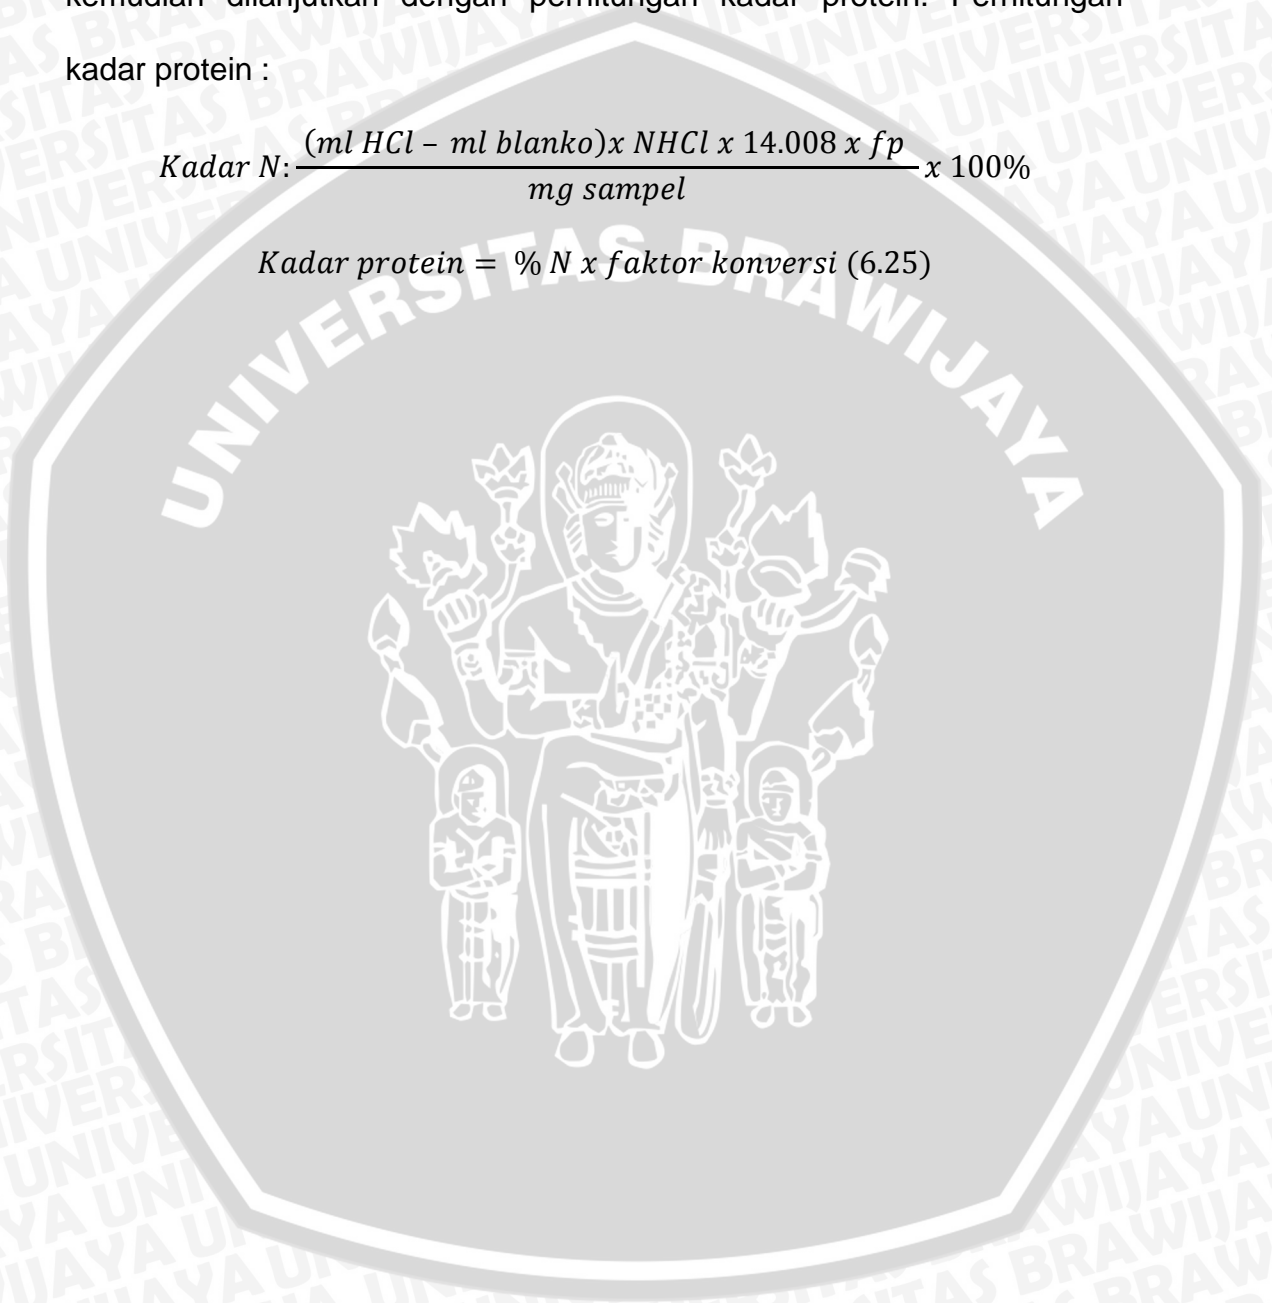 kemudian dilanjutkan dengan perhitungan kadar protein. Perhitungan
kadar protein :
Kadar N: (ml HCl – ml blanko)x NHCl x 14.008 x fp / mg sampel x 100%
Kadar protein = % N x faktor konversi (6.25)
UNIVERSITAS BRAWIJAYA